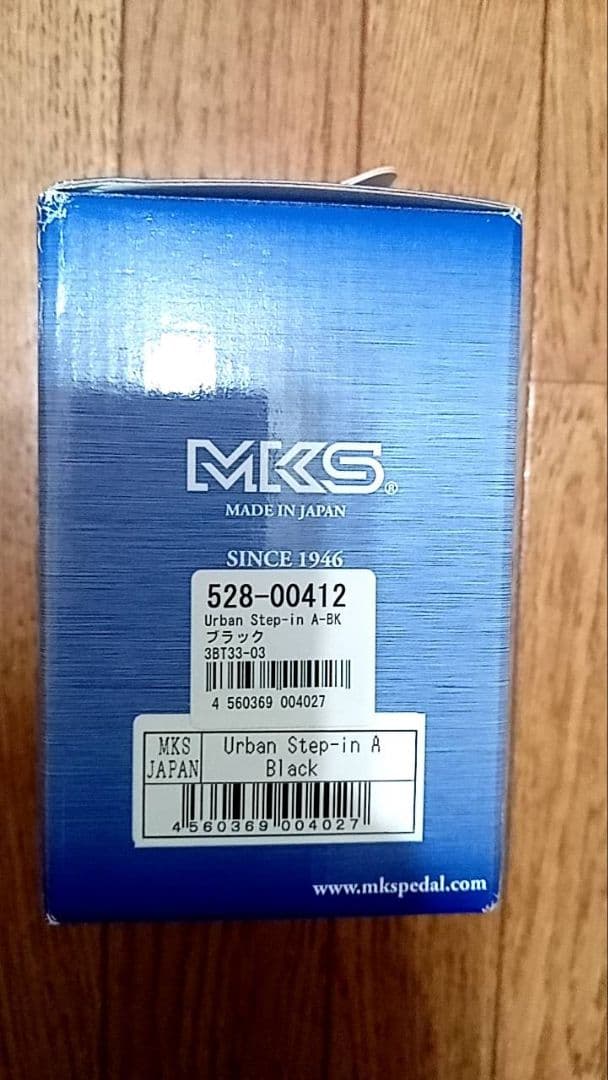 MKS®
MADE IN JAPAN
SINCE 1946
528-00412
Urban Step-in A-BK
ブラック
3BT33-03
4 560369 004027
MKS JAPAN
Urban Step-in A
Black
4 560369 004027
www.mkspedal.com